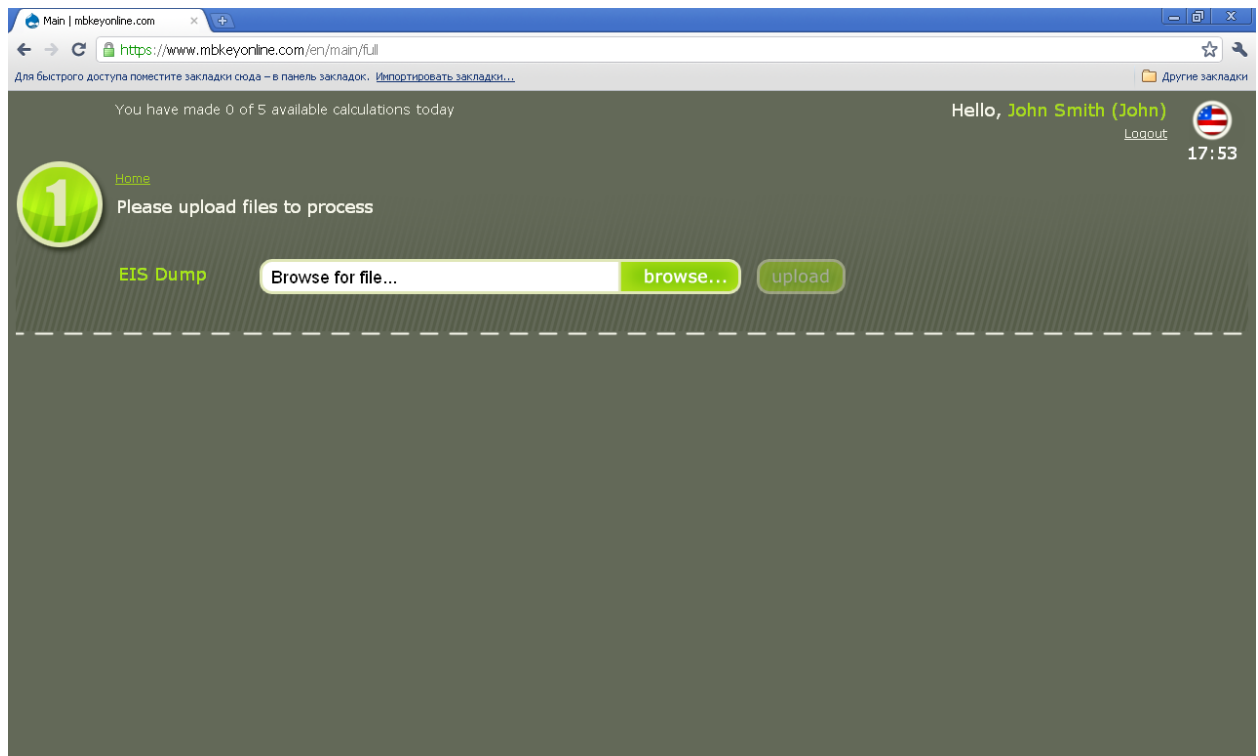 Main | mbkeyonline.com
https://www.mbkeyonline.com/en/main/full
Для быстрого доступа поместите закладки сюда – в панель закладок. Импортировать закладки...
Другие закладки
You have made 0 of 5 available calculations today
Hello, John Smith (John)
Logout
17:53
1
Home
Please upload files to process
EIS Dump
Browse for file...
browse...
upload